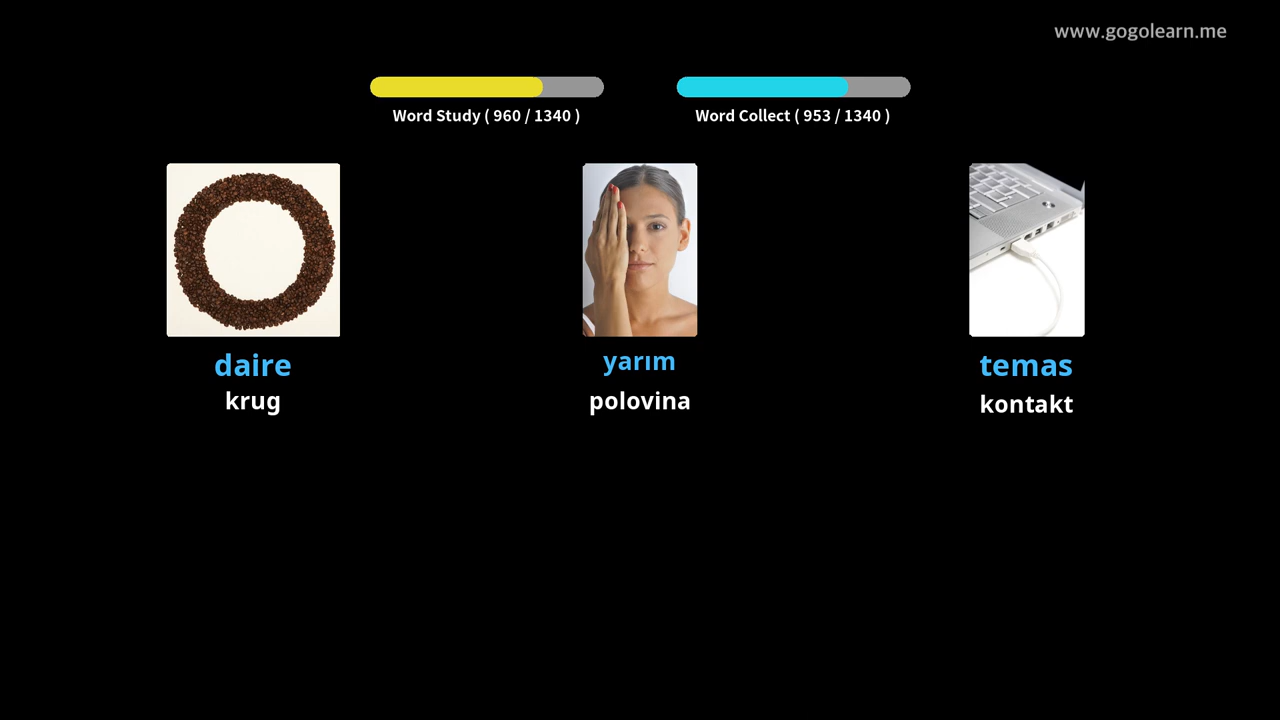 www.gogolearn.me
Word Study ( 960 / 1340 )
Word Collect ( 953 / 1340 )
daire
krug
yarım
polovina
temas
kontakt